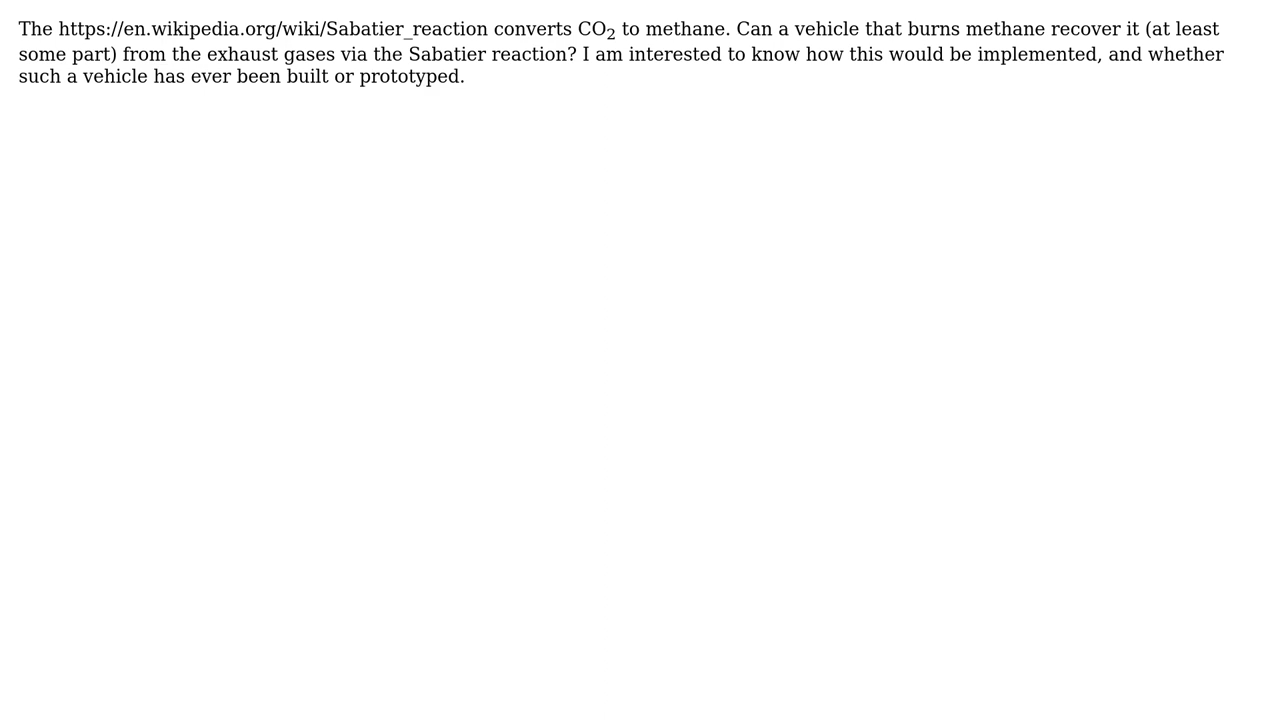 The https://en.wikipedia.org/wiki/Sabatier_reaction converts CO₂ to methane. Can a vehicle that burns methane recover it (at least
some part) from the exhaust gases via the Sabatier reaction? I am interested to know how this would be implemented, and whether
such a vehicle has ever been built or prototyped.